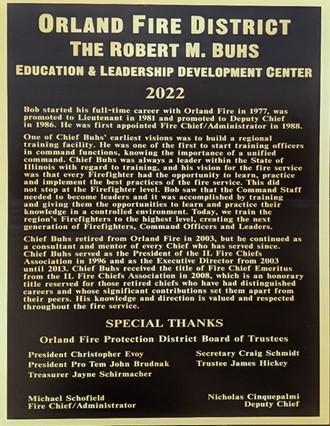 ORLAND FIRE DISTRICT
THE ROBERT M. BUHS
EDUCATION & LEADERSHIP DEVELOPMENT CENTER
2022
Bob started his full-time career with Orland Fire in 1977, was
promoted to Lieutenant in 1981 and promoted to Deputy Chief
in 1986. He was first appointed Fire Chief/Administrator in 1988.
One of Chief Buhs' earliest visions was to build a regional
training facility. He was one of the first to start training officers
in command functions, knowing the importance of a unified
command. Chief Buhs was always a leader within the State of
Illinois with regard to training, and his vision for the fire service
was that every Firefighter had the opportunity to learn, practice
and implement the best practices of the fire service. This did
not stop at the Firefighter level. Bob saw that the Command Staff
needed to become leaders and it was accomplished by training
and giving them the opportunities to learn and practice their
knowledge in a controlled environment. Today, we train the
region's Firefighters to the highest level, creating the next
generation of Firefighters, Command Officers and Leaders.
Chief Buhs retired from Orland Fire in 2003, but he continued as
a consultant and mentor of every Chief who has served since.
Chief Buhs served as the President of the IL Fire Chiefs
Association in 1996 and as the Executive Director from 2003
until 2013. Chief Buhs received the title of Fire Chief Emeritus
from the IL Fire Chiefs Association in 2008, which is an honorary
title reserved for those retired chiefs who have had distinguished
careers and whose significant contributions set them apart from
their peers. His knowledge and direction is valued and respected
throughout the fire service.
SPECIAL THANKS
Orland Fire Protection District Board of Trustees
President Christopher Evoy Secretary Craig Schmidt
President Pro Tem John Brudnak Trustee James Hickey
Treasurer Jayne Schirmacher
Michael Schofield Nicholas Cinquepalmi
Fire Chief/Administrator Deputy Chief